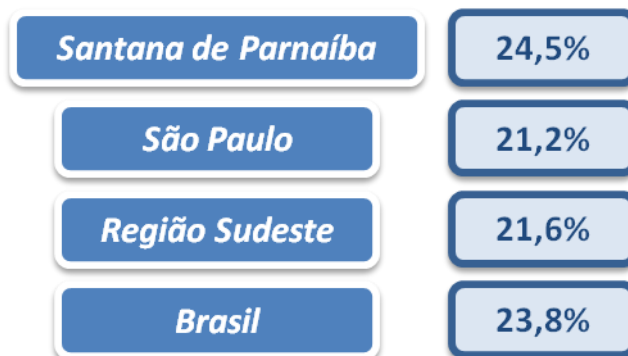 Santana de Parnaíba 24,5%
São Paulo 21,2%
Região Sudeste 21,6%
Brasil 23,8%